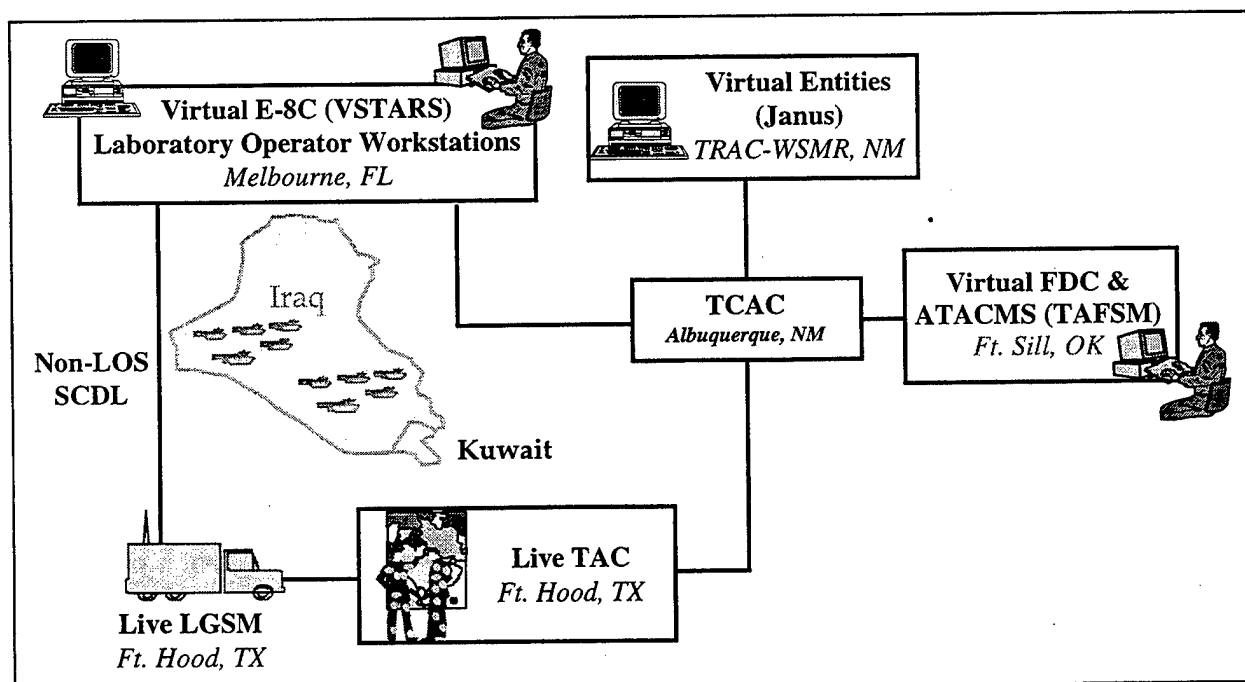 Virtual E-8C (VSTARS)
Laboratory Operator Workstations
Melbourne, FL
Virtual Entities
(Janus)
TRAC-WSMR, NM
Iraq
TCAC
Albuquerque, NM
Virtual FDC &
ATACMS (TAFSM)
Ft. Sill, OK
Non-LOS
SCDL
Kuwait
Live TAC
Ft. Hood, TX
Live LGSM
Ft. Hood, TX